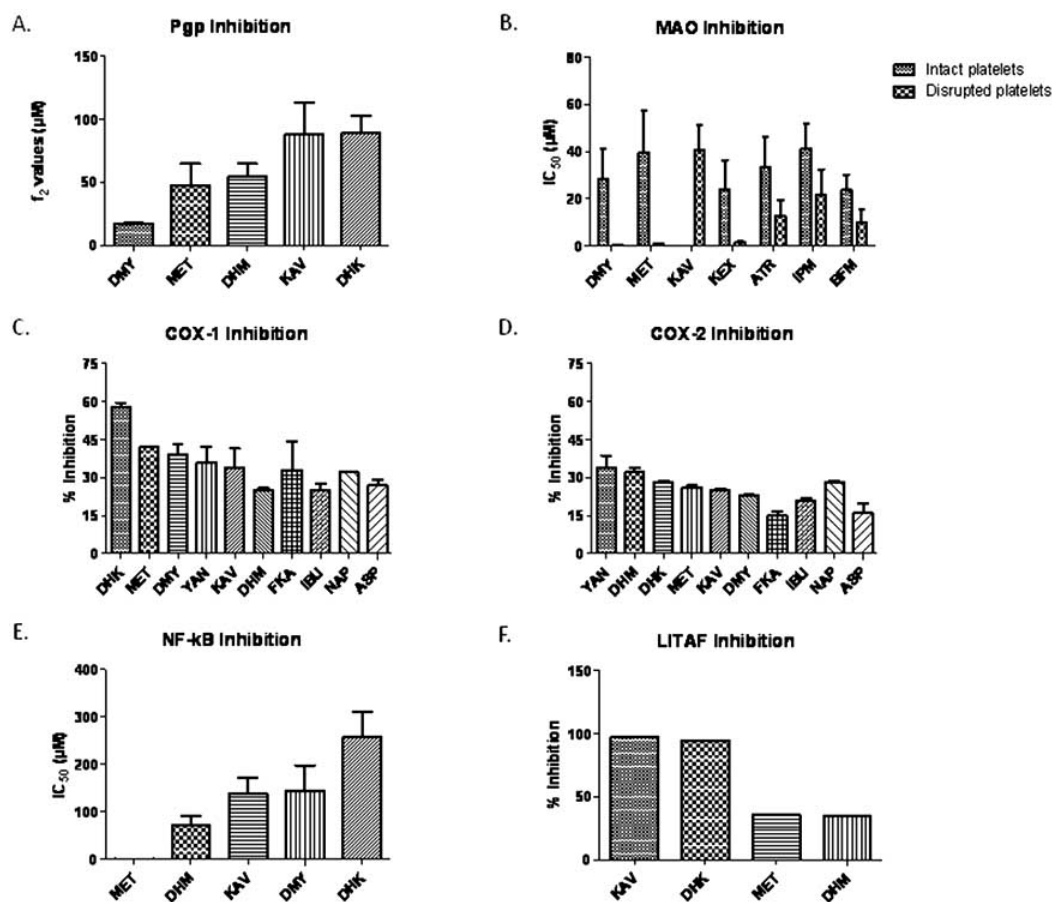 A.
Pgp Inhibition
f2 values (µM)
150
100
50
0
DMY MET DHM KAV DHK
B.
MAO Inhibition
IC50 (µM)
80
60
40
20
0
DMY MET KAV KEX ATR IPM BFM
Intact platelets
Disrupted platelets
C.
COX-1 Inhibition
% Inhibition
75
60
45
30
15
0
DHK MET DMY YAN KAV DHM FKA IBU NAP ASP
D.
COX-2 Inhibition
% Inhibition
75
60
45
30
15
0
YAN DHM DHK MET KAV DMY FKA IBU NAP ASP
E.
NF-kB Inhibition
IC50 (µM)
400
300
200
100
0
MET DHM KAV DMY DHK
F.
LITAF Inhibition
% Inhibition
150
100
50
0
KAV DHK MET DHM